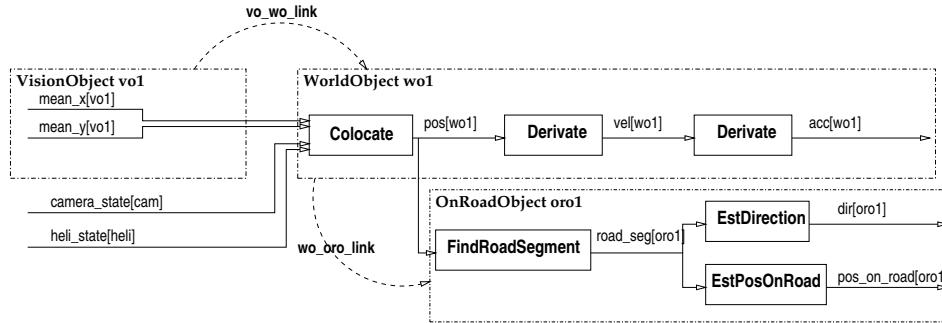 vo_wo_link
VisionObject vo1
WorldObject wo1
mean_x[vo1]
mean_y[vo1]
Colocate
pos[wo1]
Derivate
vel[wo1]
Derivate
acc[wo1]
camera_state[cam]
heli_state[heli]
wo_oro_link
OnRoadObject oro1
FindRoadSegment
road_seg[oro1]
EstDirection
dir[oro1]
EstPosOnRoad
pos_on_road[oro1